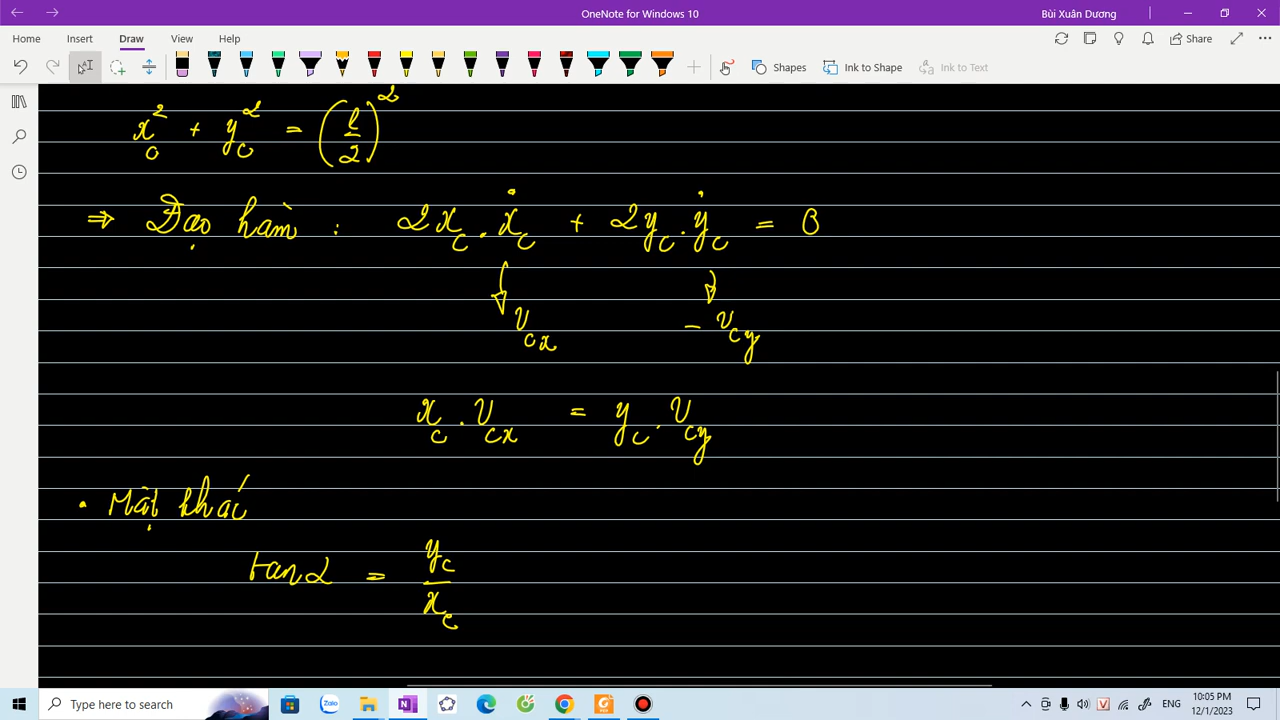 OneNote for Windows 10
Bùi Xuân Dương
Home Insert Draw View Help
Share
Shapes
Ink to Shape
Ink to Text
x_c^2 + y_c^2 = (l/2)^2
⇒ Đạo hàm : 2x_c . ẋ_c + 2y_c . ẏ_c = 0
v_cx - v_cy
x_c . v_cx = y_c . v_cy
• Mặt khác
tanα = y_c / x_c
Type here to search
Zalo
ENG
10:05 PM
12/1/2023